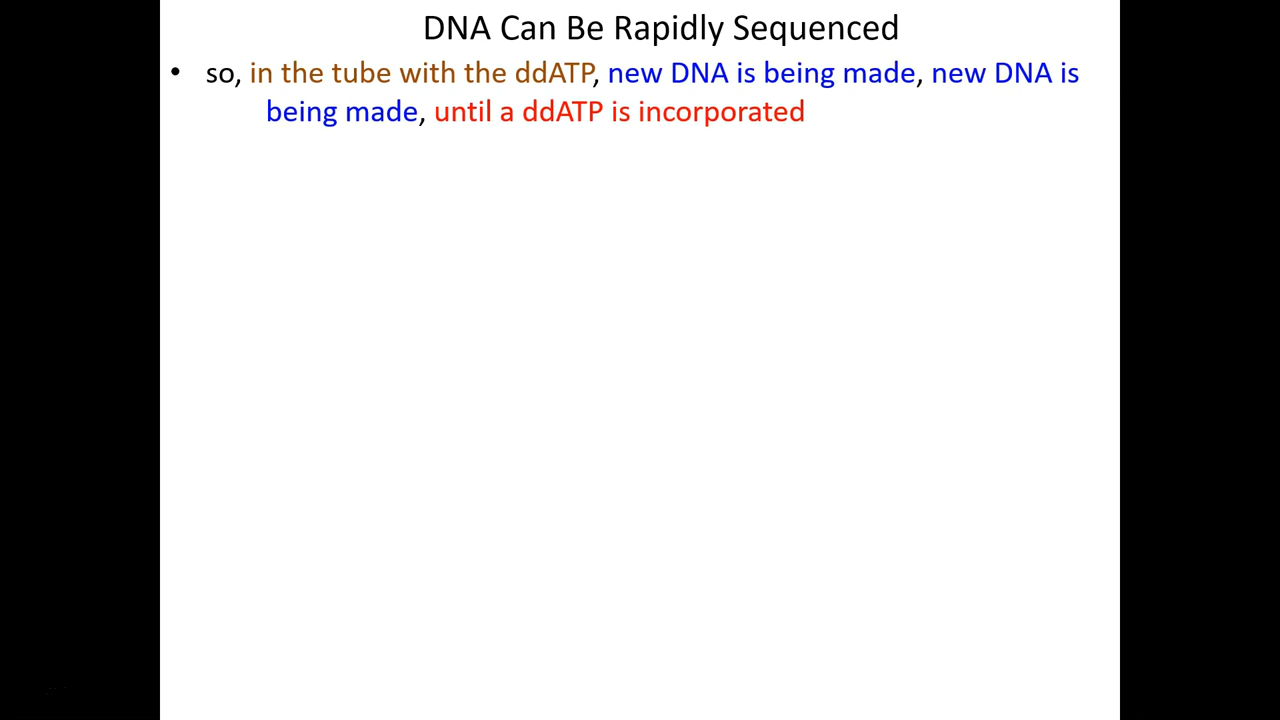 DNA Can Be Rapidly Sequenced
• so, in the tube with the ddATP, new DNA is being made, new DNA is
being made, until a ddATP is incorporated